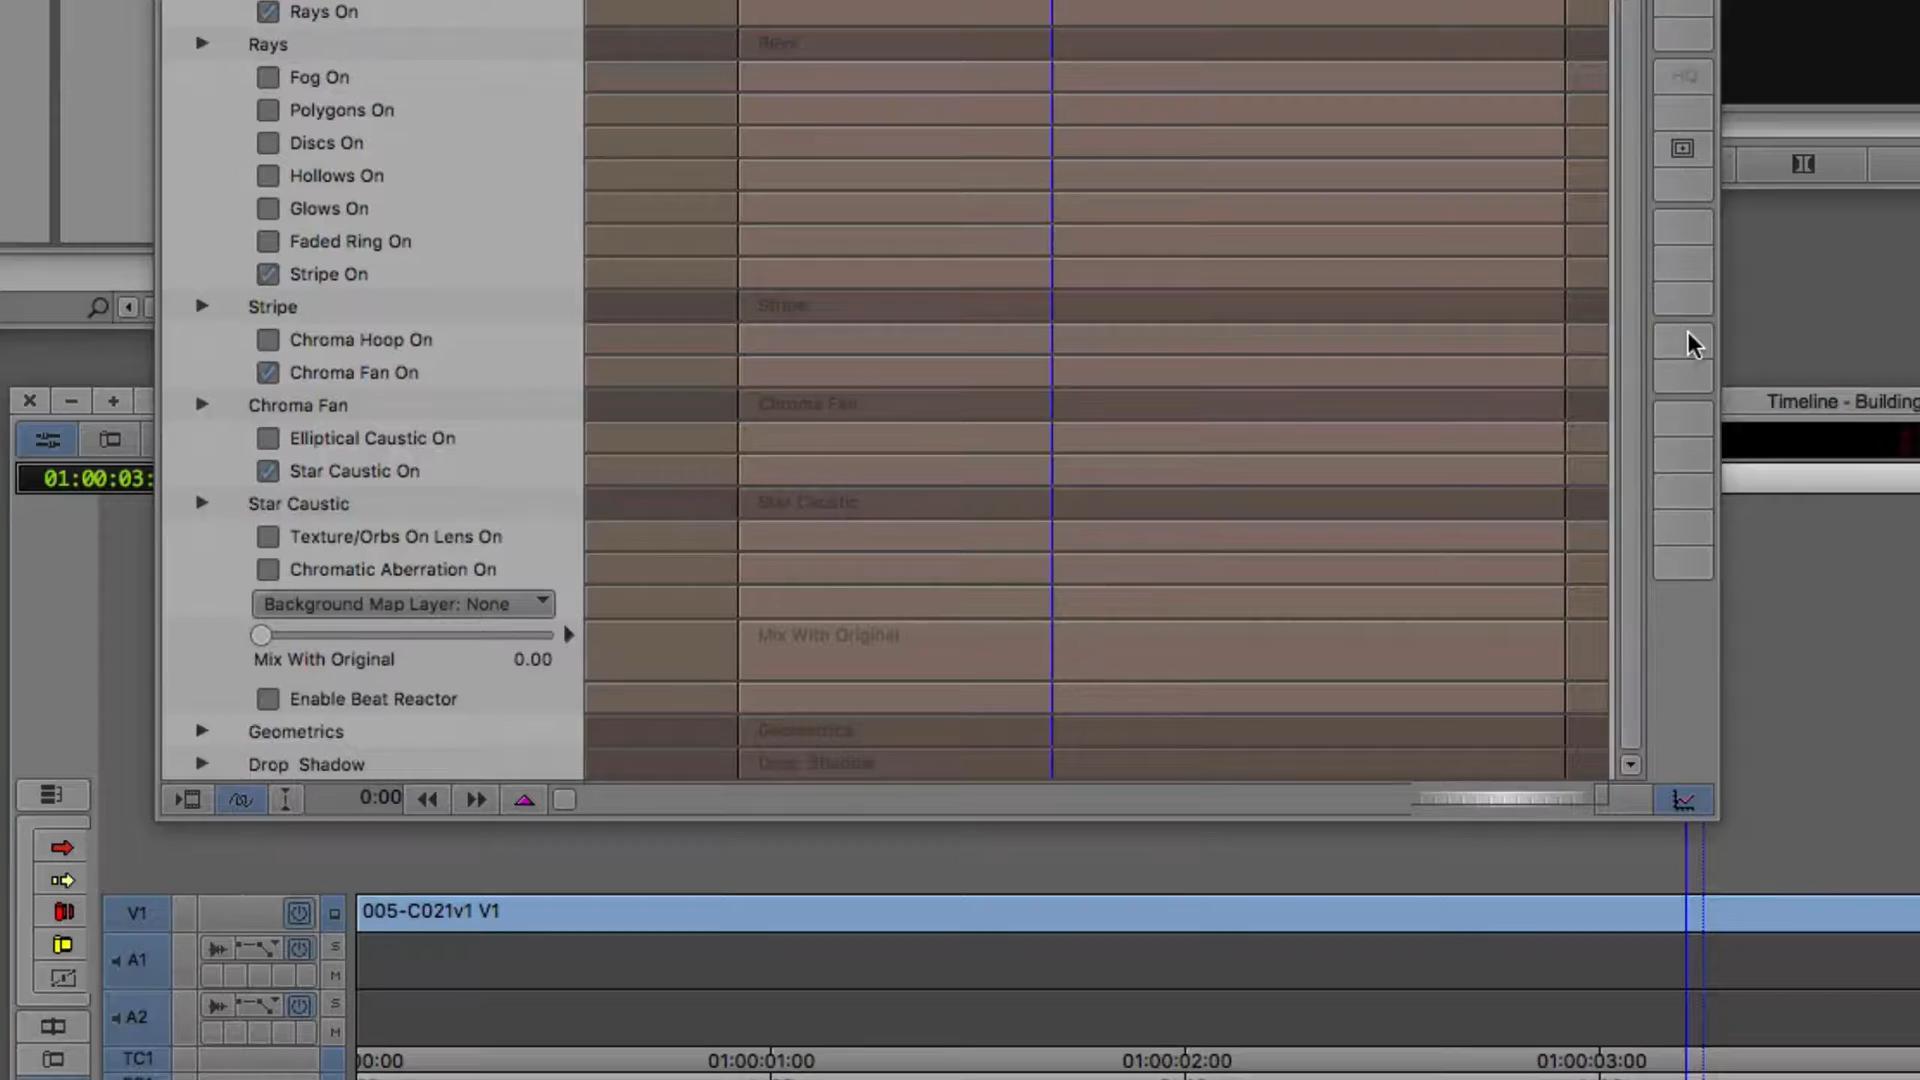 Rays On
Rays
Rays
Fog On
HQ
Polygons On
Discs On
Hollows On
Glows On
Faded Ring On
Stripe On
Stripe
Stripe
Chroma Hoop On
Chroma Fan On
Timeline - Building
Chroma Fan
Chroma Fan
Elliptical Caustic On
Star Caustic On
01:00:03:
Star Caustic
Star Caustic
Texture/Orbs On Lens On
Chromatic Aberration On
Background Map Layer: None
Mix With Original
Mix With Original 0.00
Enable Beat Reactor
Geometrics
Geometrics
Drop Shadow
Drop Shadow
0:00
V1
005-C021v1 V1
A1
S
M
A2
S
M
TC1
00:00 01:00:01:00 01:00:02:00 01:00:03:00